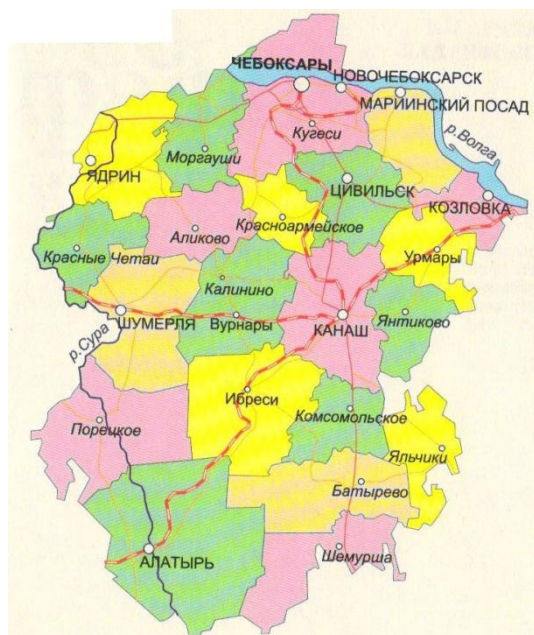 ЧЕБОКСАРЫ
НОВОЧЕБОКСАРСК
МАРИИНСКИЙ ПОСАД
Кугеси
р.Волга
Моргауши
ЯДРИН
ЦИВИЛЬСК
КОЗЛОВКА
Красноармейское
Аликово
Красные Четаи
Урмары
Калинино
ШУМЕРЛЯ
Вурнары
КАНАШ
Янтиково
р.Сура
Ибреси
Комсомольское
Порецкое
Яльчики
Батырево
Шемурша
АЛАТЫРЬ